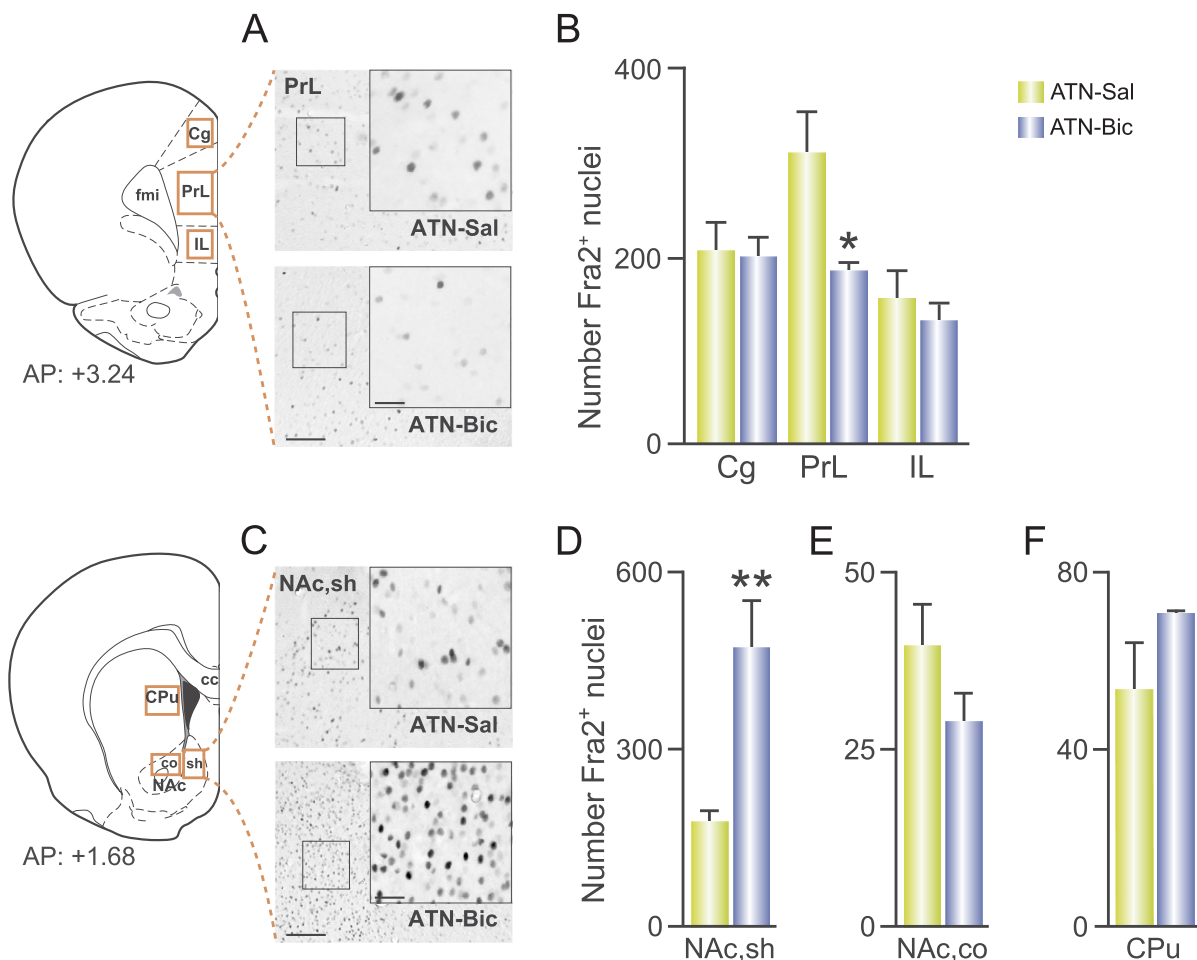 A
B
PrL
ATN-Sal
ATN-Bic
Cg
PrL
fmi
IL
AP: +3.24
400
200
0
Number Fra2⁺ nuclei
*
Cg
PrL
IL
ATN-Sal
ATN-Bic
C
D
E
F
NAc,sh
ATN-Sal
ATN-Bic
cc
CPu
co
sh
NAc
AP: +1.68
600
300
0
Number Fra2⁺ nuclei
**
NAc,sh
50
25
0
NAc,co
80
40
0
CPu